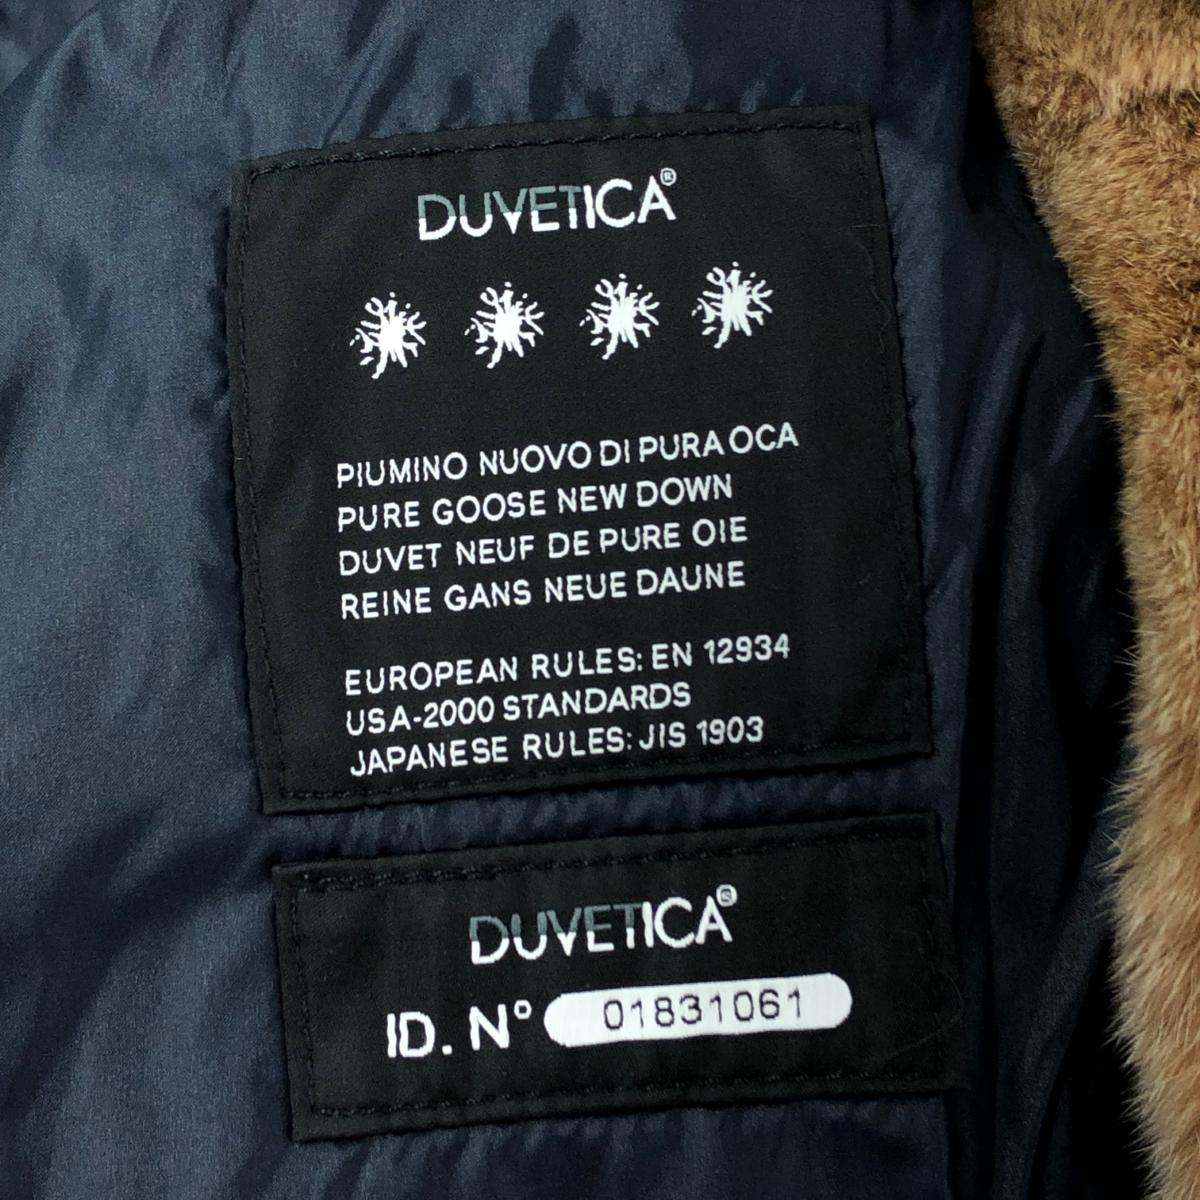 DUVETICA®
PIUMINO NUOVO DI PURA OCA
PURE GOOSE NEW DOWN
DUVET NEUF DE PURE OIE
REINE GANS NEUE DAUNE
EUROPEAN RULES: EN 12934
USA-2000 STANDARDS
JAPANESE RULES: JIS 1903
DUVETICA®
ID. N° 01831061